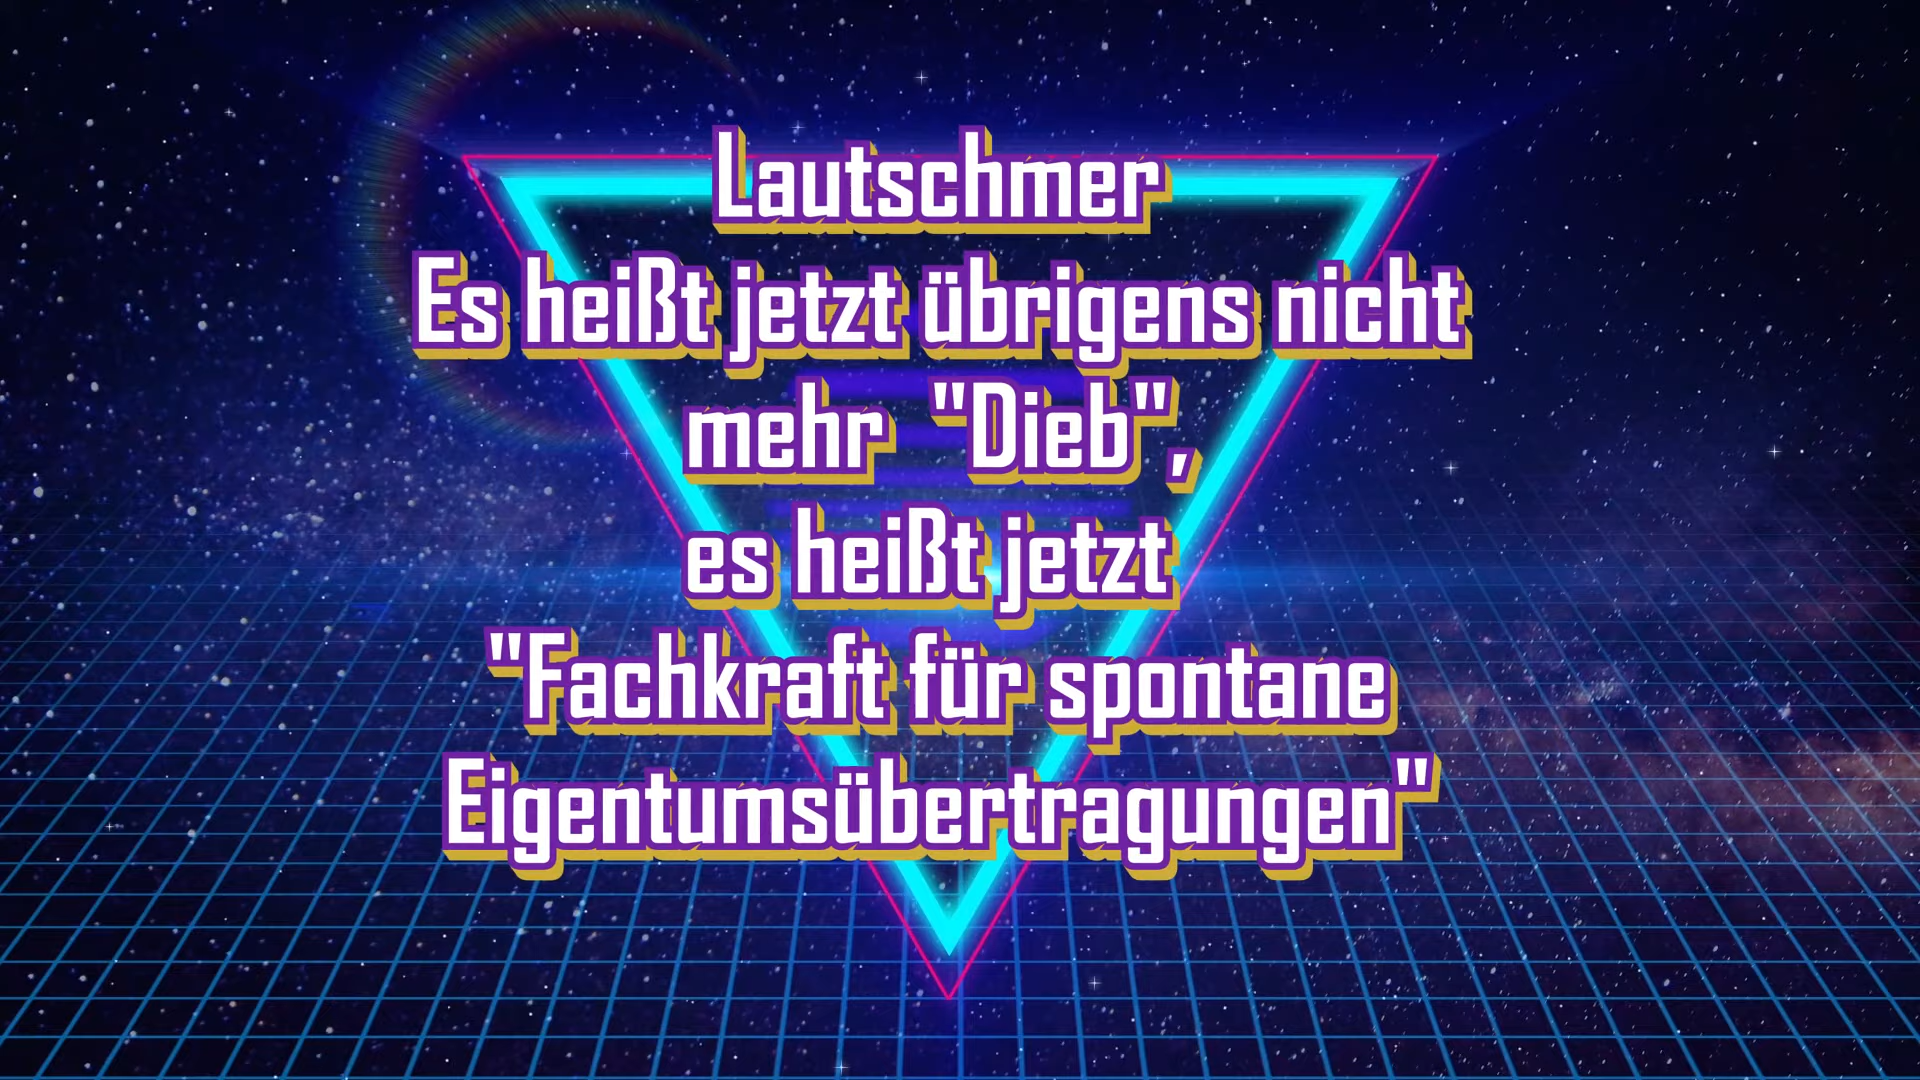 Lautschmer
Es heißt jetzt übrigens nicht
mehr "Dieb",
es heißt jetzt
"Fachkraft für spontane
Eigentumsübertragungen"